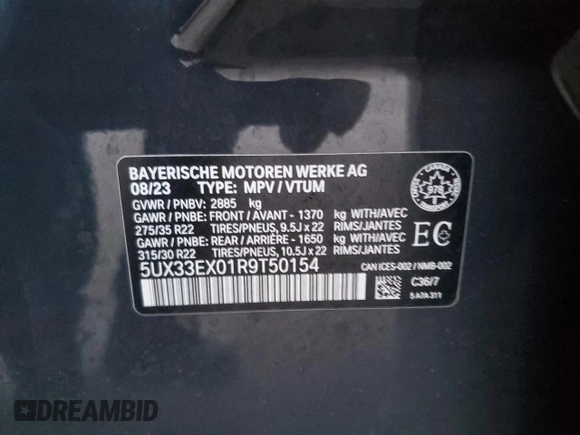 BAYERISCHE MOTOREN WERKE AG
08/23 TYPE: MPV / VTUM
GVWR / PNBV: 2885 kg
GAWR / PNBE: FRONT / AVANT - 1370 kg WITH/AVEC
275/35 R22 TIRES/PNEUS, 9.5J x 22 RIMS/JANTES
GAWR / PNBE: REAR / ARRIÈRE - 1650 kg WITH/AVEC
315/30 R22 TIRES/PNEUS, 10.5J x 22 RIMS/JANTES
5UX33EX01R9T50154
CANADA
978
EC
CAN ICES-002 / NMB-002
C36/7
SA7A311
DREAMBID